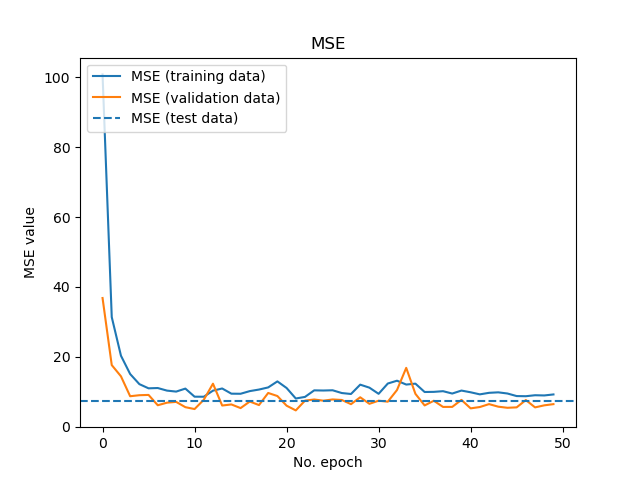 MSE
MSE (training data)
MSE (validation data)
MSE (test data)
100
80
60
40
20
0
MSE value
0 10 20 30 40 50
No. epoch